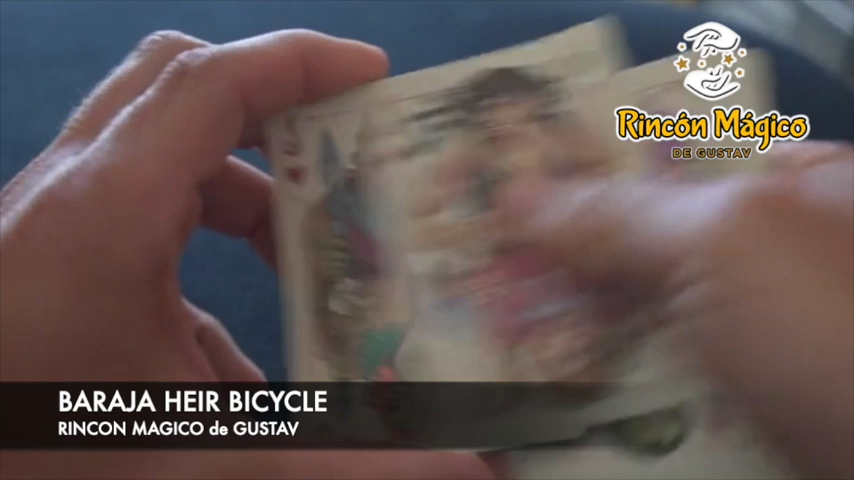 Rincón Mágico
DE GUSTAV
BARAJA HEIR BICYCLE
RINCON MAGICO de GUSTAV